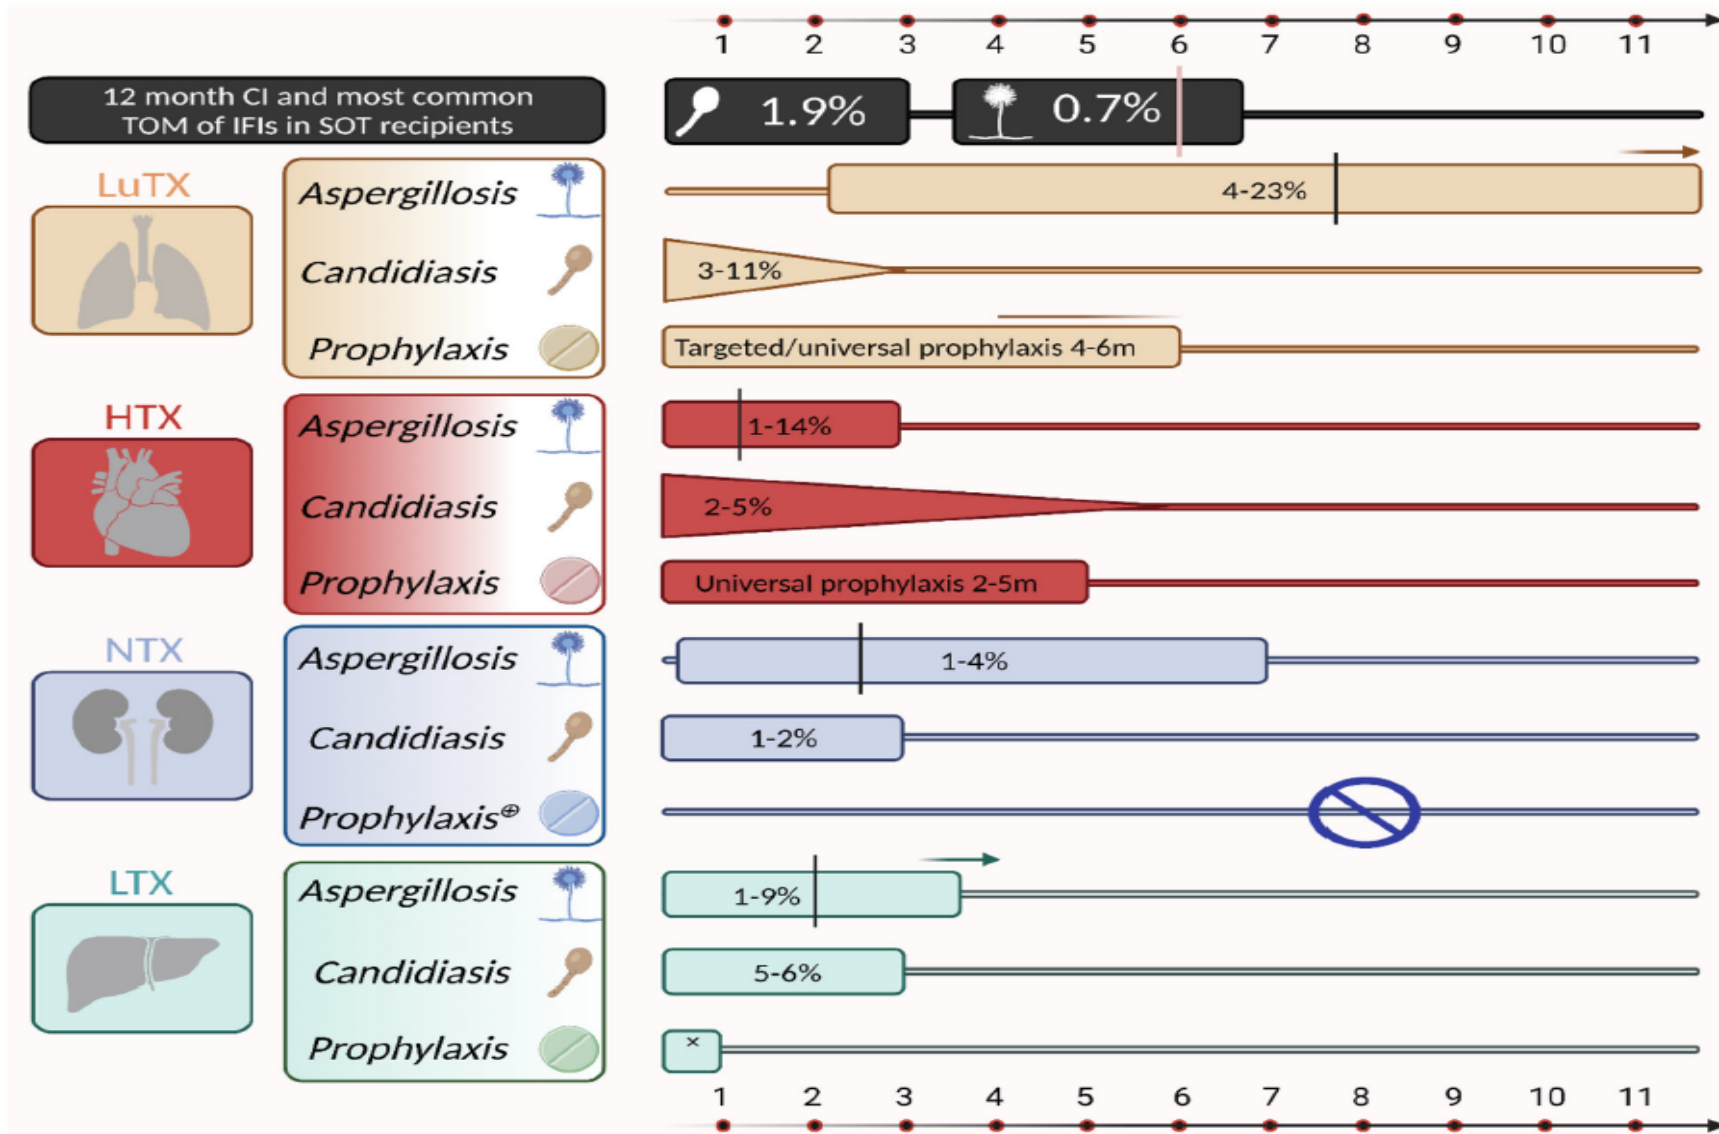 1 2 3 4 5 6 7 8 9 10 11
12 month CI and most common
TOM of IFIs in SOT recipients
1.9%
0.7%
LuTX
Aspergillosis
4-23%
Candidiasis
3-11%
Prophylaxis
Targeted/universal prophylaxis 4-6m
HTX
Aspergillosis
1-14%
Candidiasis
2-5%
Prophylaxis
Universal prophylaxis 2-5m
NTX
Aspergillosis
1-4%
Candidiasis
1-2%
Prophylaxis⊕
LTX
Aspergillosis
1-9%
Candidiasis
5-6%
Prophylaxis
×
1 2 3 4 5 6 7 8 9 10 11